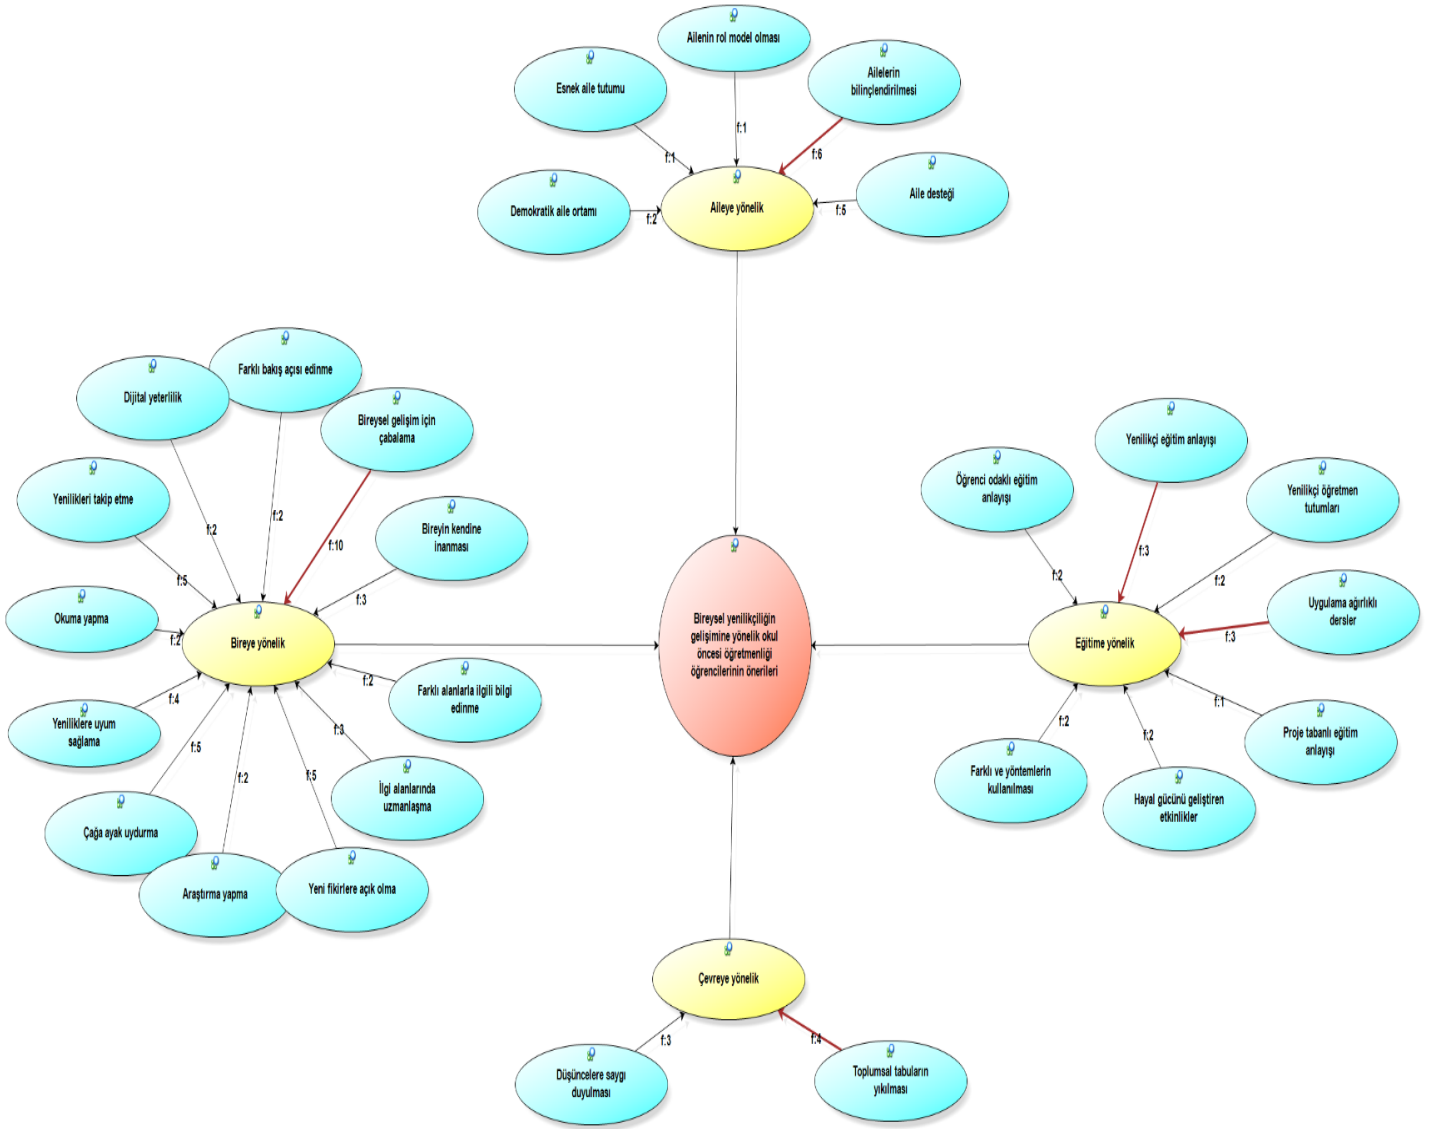 Ailenin rol model olması
Esnek aile tutumu
Ailelerin
bilinçlendirilmesi
f:1
f:1
f:6
Demokratik aile ortamı
f:2
Aileye yönelik
f:5
Aile desteği
Farklı bakış açısı edinme
Dijital yeterlilik
Bireysel gelişim için
çabalama
Yenilikleri takip etme
Bireyin kendine
inanması
f:2
f:2
f:10
f:5
f:3
Okuma yapma
f:2
Bireye yönelik
f:2
Farklı alanlarla ilgili bilgi
edinme
Yeniliklere uyum
sağlama
f:4
f:5
f:2
f:5
f:3
İlgi alanlarında
uzmanlaşma
Çağa ayak uydurma
Araştırma yapma
Yeni fikirlere açık olma
Bireysel yenilikçiliğin
gelişimine yönelik okul
öncesi öğretmenliği
öğrencilerinin önerileri
Yenilikçi eğitim anlayışı
Öğrenci odaklı eğitim
anlayışı
Yenilikçi öğretmen
tutumları
f:2
f:3
f:2
Uygulama ağırlıklı
dersler
f:3
Eğitime yönelik
f:1
Proje tabanlı eğitim
anlayışı
f:2
f:2
Farklı ve yöntemlerin
kullanılması
Hayal gücünü geliştiren
etkinlikler
Çevreye yönelik
f:3
f:4
Düşüncelere saygı
duyulması
Toplumsal tabuların
yıkılması